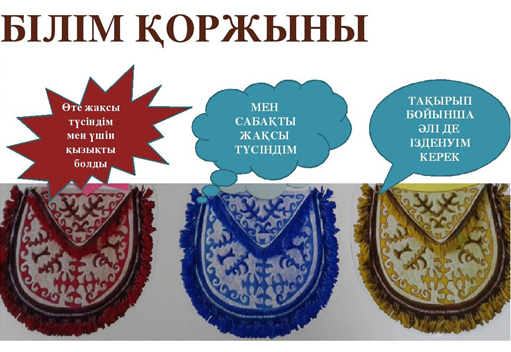 БІЛІМ ҚОРЖЫНЫ
Өте жақсы
түсіндім
мен үшін
қызықты
болды
МЕН
САБАҚТЫ
ЖАҚСЫ
ТҮСІНДІМ
ТАҚЫРЫП
БОЙЫНША
ӘЛІ ДЕ
ІЗДЕНУІМ
КЕРЕК